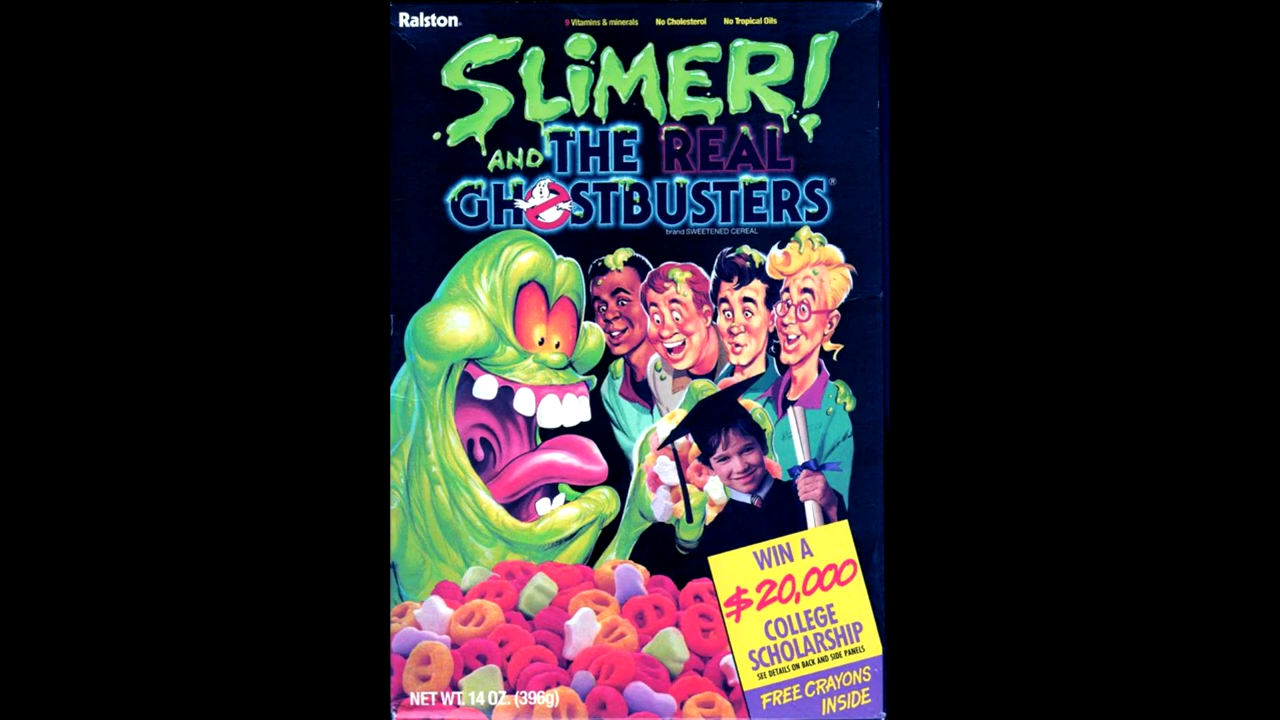 Ralston
9 Vitamins & minerals No Cholesterol No Tropical Oils
SLIMER!
AND THE REAL
GHOSTBUSTERS®
brand SWEETENED CEREAL
WIN A
$20,000
COLLEGE
SCHOLARSHIP
SEE DETAILS ON BACK AND SIDE PANELS
FREE CRAYONS
INSIDE
NET WT. 14 OZ. (396g)